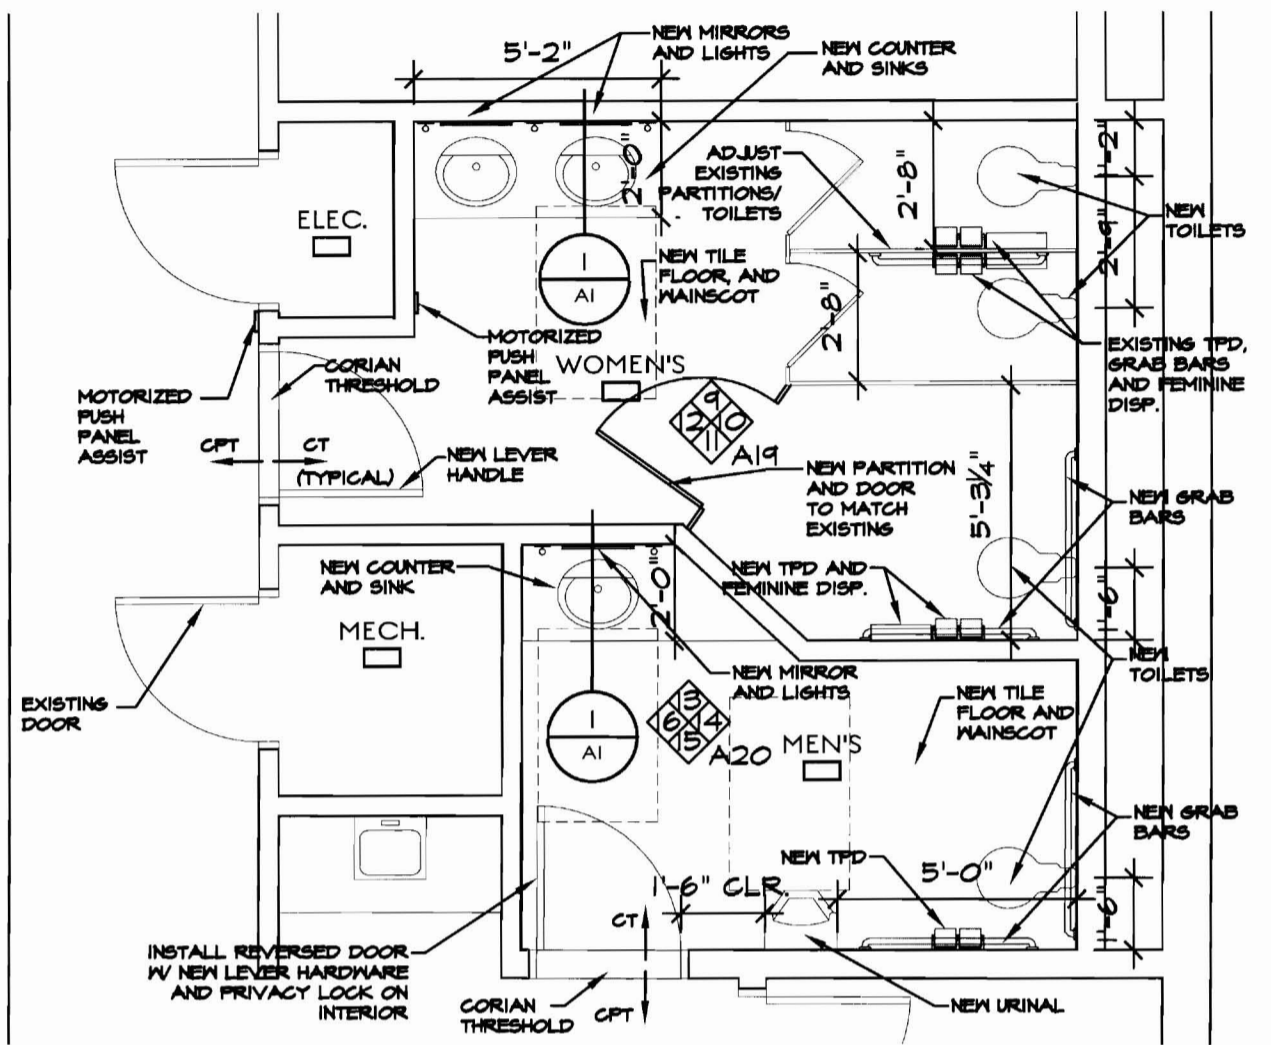 5'-2"
NEW MIRRORS
AND LIGHTS
NEW COUNTER
AND SINKS
ELEC.
2'-0"
ADJUST
EXISTING
PARTITIONS/
TOILETS
2'-8"
1'-2"
NEW
TOILETS
2'-9"
1
A1
NEW TILE
FLOOR, AND
WAINSCOT
2'-8"
MOTORIZED
PUSH
PANEL
ASSIST
WOMEN'S
EXISTING TPD,
GRAB BARS
AND FEMININE
DISP.
CORIAN
THRESHOLD
MOTORIZED
PUSH
PANEL
ASSIST
9
12 10
11
A19
CPT
CT
(TYPICAL)
NEW LEVER
HANDLE
NEW PARTITION
AND DOOR
TO MATCH
EXISTING
5'-3¼"
NEW GRAB
BARS
NEW COUNTER
AND SINK
2'-0"
NEW TPD AND
FEMININE DISP.
1'-6"
MECH.
NEW MIRROR
AND LIGHTS
NEW
TOILETS
EXISTING
DOOR
1
A1
3
6 4
5
A20
MEN'S
NEW TILE
FLOOR AND
WAINSCOT
NEW GRAB
BARS
NEW TPD
5'-0"
1'-6" CLR.
1'-6"
CT
INSTALL REVERSED DOOR
W/ NEW LEVER HARDWARE
AND PRIVACY LOCK ON
INTERIOR
CORIAN
THRESHOLD
CPT
NEW URINAL